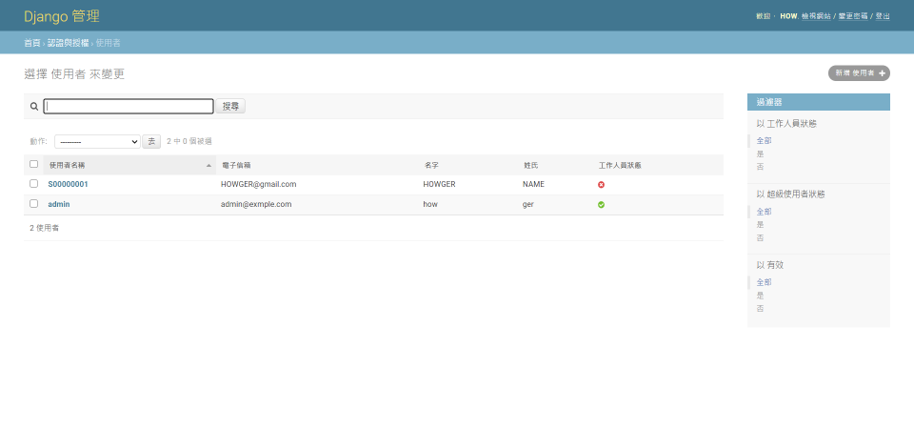 Django 管理
歡迎， HOW. 檢視網站 / 變更密碼 / 登出
首頁 › 認證與授權 › 使用者
選擇 使用者 來變更
新增 使用者 +
搜尋
動作: --------- 去 2 中 0 個被選
使用者名稱 電子信箱 名字 姓氏 工作人員狀態
S00000001 HOWGER@gmail.com HOWGER NAME
admin admin@exmple.com how ger
2 使用者
過濾器
以 工作人員狀態
全部
是
否
以 超級使用者狀態
全部
是
否
以 有效
全部
是
否